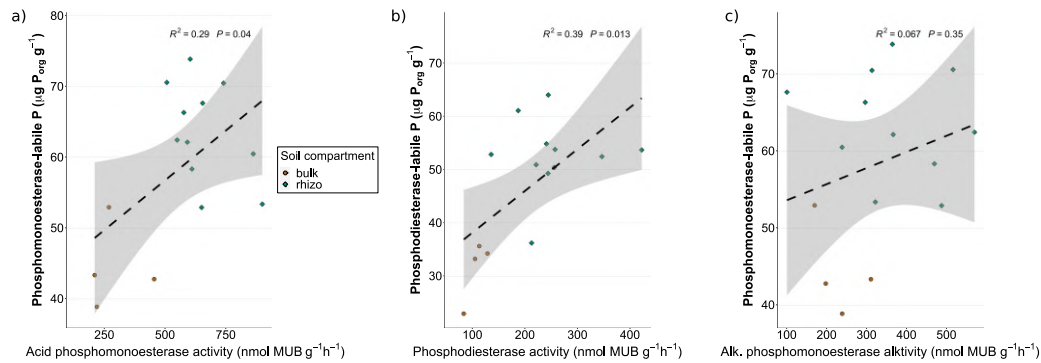 a)
R² = 0.29 P = 0.04
Phosphomonoesterase-labile P (µg P_org g⁻¹)
80
70
60
50
40
250 500 750
Acid phosphomonoesterase activity (nmol MUB g⁻¹h⁻¹)
Soil compartment
bulk
rhizo
b)
R² = 0.39 P = 0.013
Phosphodiesterase-labile P (µg P_org g⁻¹)
70
60
50
40
30
100 200 300 400
Phosphodiesterase activity (nmol MUB g⁻¹h⁻¹)
c)
R² = 0.067 P = 0.35
Phosphomonoesterase-labile P (µg P_org g⁻¹)
70
60
50
40
100 200 300 400 500
Alk. phosphomonoesterase alktivity (nmol MUB g⁻¹h⁻¹)